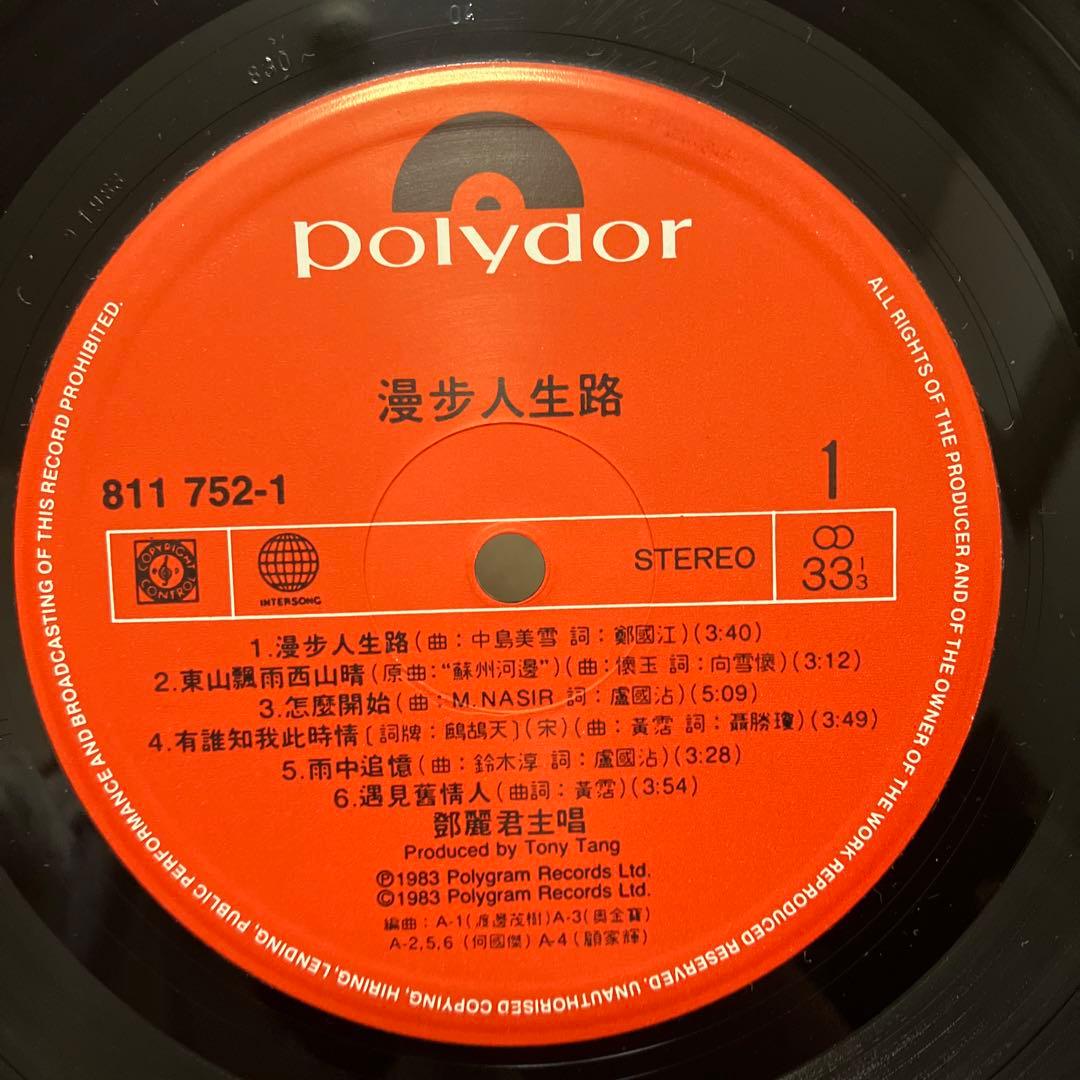 polydor
漫步人生路
811 752-1
1
COPYRIGHT CONTROL
INTERSONG
STEREO
33 1/3
1.漫步人生路(曲：中島美雪 詞：鄭國江)(3:40)
2.東山飄雨西山晴(原曲："蘇州河邊")(曲：懷玉 詞：向雪懷)(3:12)
3.怎麼開始(曲：M.NASIR 詞：盧國沾)(5:09)
4.有誰知我此時情〔詞牌：鷓鴣天〕(宋)(曲：黃霑 詞：聶勝瓊)(3:49)
5.雨中追憶(曲：鈴木淳 詞：盧國沾)(3:28)
6.遇見舊情人(曲詞：黃霑)(3:54)
鄧麗君主唱
Produced by Tony Tang
Ⓟ1983 Polygram Records Ltd.
©1983 Polygram Records Ltd.
編曲：A-1(渡邊茂樹)A-3(奧金寶)
A-2,5,6 (何國傑) A-4(顧家輝)
ALL RIGHTS OF THE PRODUCER AND OF THE OWNER OF THE WORK REPRODUCED RESERVED. UNAUTHORISED COPYING, HIRING, LENDING, PUBLIC PERFORMANCE AND BROADCASTING OF THIS RECORD PROHIBITED.